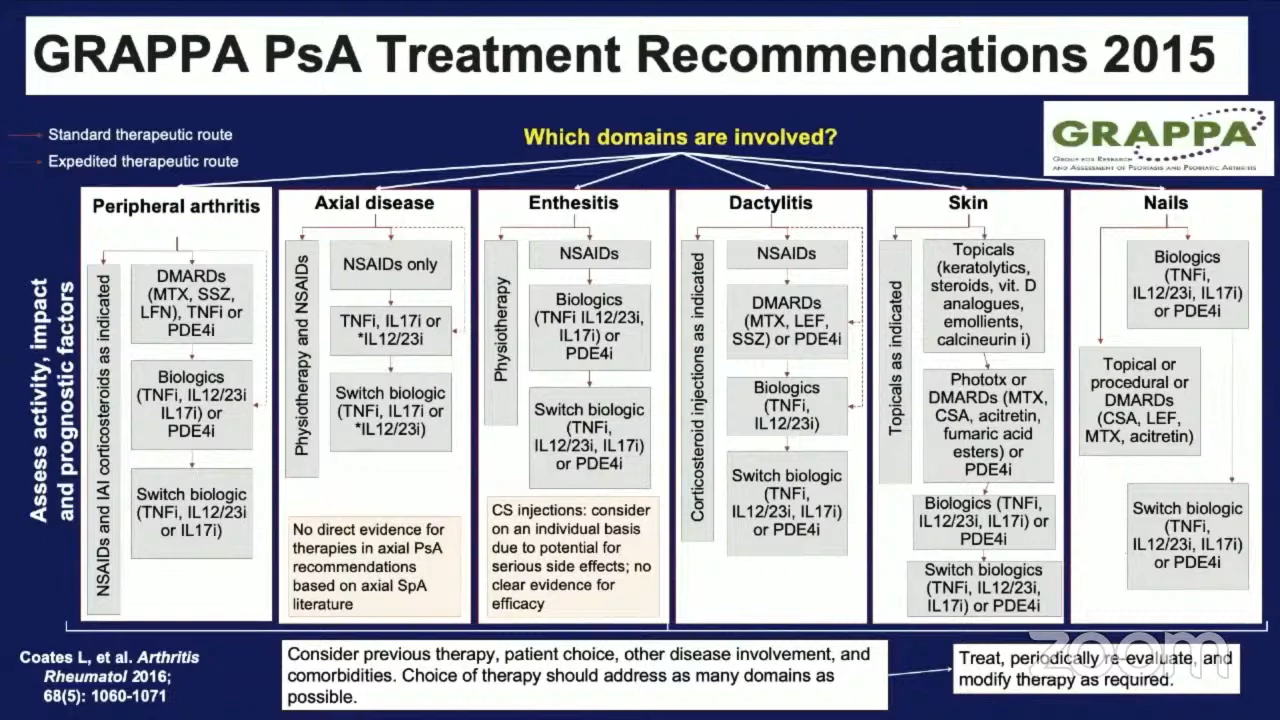 GRAPPA PsA Treatment Recommendations 2015
Standard therapeutic route
Expedited therapeutic route
Which domains are involved?
GRAPPA
GROUP FOR RESEARCH
AND ASSESSMENT OF PSORIASIS AND PSORIATIC ARTHRITIS
Assess activity, impact
and prognostic factors
Peripheral arthritis
NSAIDs and IAI corticosteroids as indicated
DMARDs
(MTX, SSZ,
LFN), TNFi or
PDE4i
Biologics
(TNFi, IL12/23i
IL17i) or
PDE4i
Switch biologic
(TNFi, IL12/23i
or IL17i)
Axial disease
Physiotherapy and NSAIDs
NSAIDs only
TNFi, IL17i or
*IL12/23i
Switch biologic
(TNFi, IL17i or
*IL12/23i)
No direct evidence for
therapies in axial PsA
recommendations
based on axial SpA
literature
Enthesitis
Physiotherapy
NSAIDs
Biologics
(TNFi IL12/23i,
IL17i) or
PDE4i
Switch biologic
(TNFi,
IL12/23i, IL17i)
or PDE4i
CS injections: consider
on an individual basis
due to potential for
serious side effects; no
clear evidence for
efficacy
Dactylitis
Corticosteroid injections as indicated
NSAIDs
DMARDs
(MTX, LEF,
SSZ) or PDE4i
Biologics
(TNFi,
IL12/23i)
Switch biologic
(TNFi,
IL12/23i, IL17i)
or PDE4i
Skin
Topicals as indicated
Topicals
(keratolytics,
steroids, vit. D
analogues,
emollients,
calcineurin i)
Phototx or
DMARDs (MTX,
CSA, acitretin,
fumaric acid
esters) or
PDE4i
Biologics (TNFi,
IL12/23i, IL17i) or
PDE4i
Switch biologics
(TNFi, IL12/23i,
IL17i) or PDE4i
Nails
Biologics
(TNFi,
IL12/23i, IL17i)
or PDE4i
Topical or
procedural or
DMARDs
(CSA, LEF,
MTX, acitretin)
Switch biologic
(TNFi,
IL12/23i, IL17i)
or PDE4i
Coates L, et al. Arthritis
Rheumatol 2016;
68(5): 1060-1071
Consider previous therapy, patient choice, other disease involvement, and
comorbidities. Choice of therapy should address as many domains as
possible.
Treat, periodically re-evaluate, and
modify therapy as required.
zoom